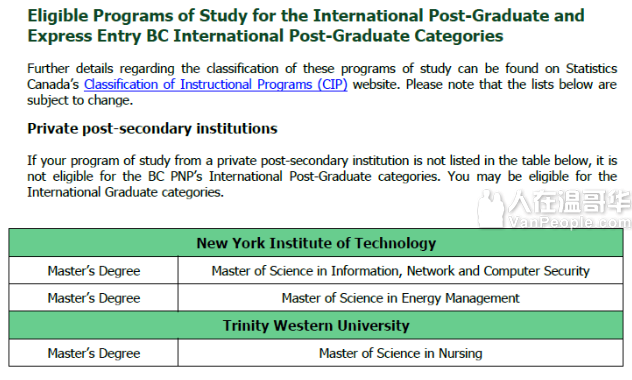 Eligible Programs of Study for the International Post-Graduate and
Express Entry BC International Post-Graduate Categories
Further details regarding the classification of these programs of study can be found on Statistics
Canada's Classification of Instructional Programs (CIP) website. Please note that the lists below are
subject to change.
Private post-secondary institutions
If your program of study from a private post-secondary institution is not listed in the table below, it is
not eligible for the BC PNP's International Post-Graduate categories. You may be eligible for the
International Graduate categories.
人在温哥华
VanPeople.com
New York Institute of Technology
Master's Degree Master of Science in Information, Network and Computer Security
Master's Degree Master of Science in Energy Management
Trinity Western University
Master's Degree Master of Science in Nursing